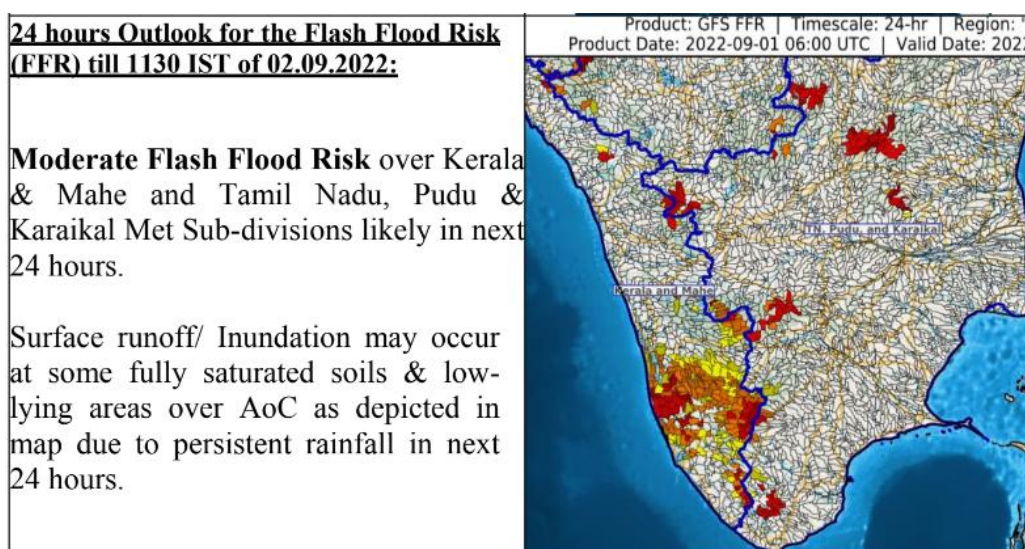 24 hours Outlook for the Flash Flood Risk
(FFR) till 1130 IST of 02.09.2022:
Moderate Flash Flood Risk over Kerala
& Mahe and Tamil Nadu, Pudu &
Karaikal Met Sub-divisions likely in next
24 hours.
Surface runoff/ Inundation may occur
at some fully saturated soils & low-
lying areas over AoC as depicted in
map due to persistent rainfall in next
24 hours.
Product: GFS FFR | Timescale: 24-hr | Region:
Product Date: 2022-09-01 06:00 UTC | Valid Date: 202
TN, Pudu, and Karaikal
Kerala and Mahe